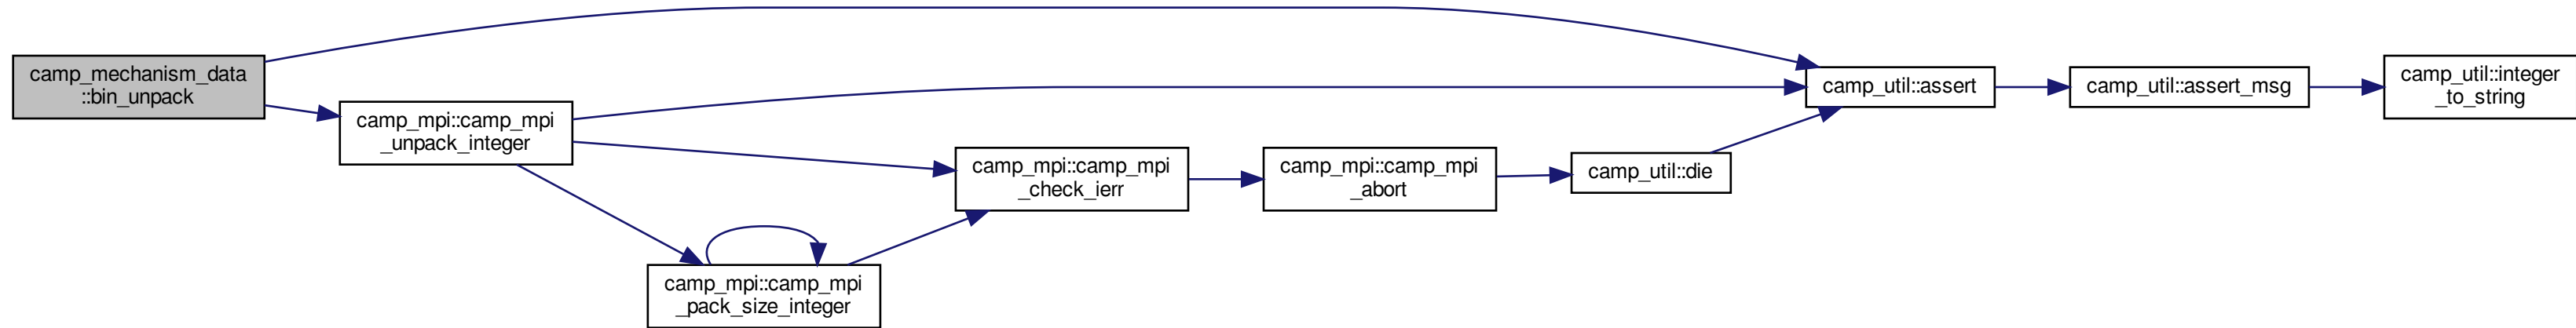 camp_mechanism_data
::bin_unpack
camp_mpi::camp_mpi
_unpack_integer
camp_mpi::camp_mpi
_pack_size_integer
camp_mpi::camp_mpi
_check_ierr
camp_mpi::camp_mpi
_abort
camp_util::die
camp_util::assert
camp_util::assert_msg
camp_util::integer
_to_string